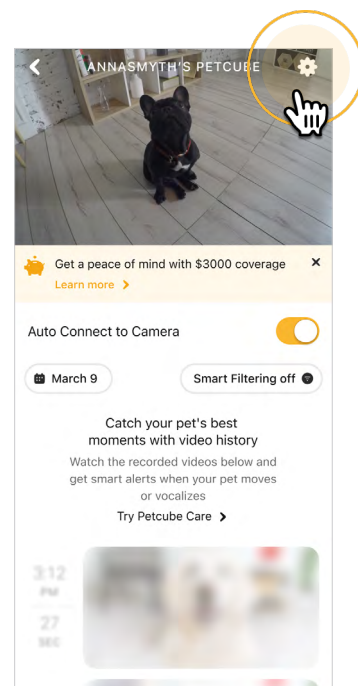 ANNASMYTH'S PETCUBE
Get a peace of mind with $3000 coverage
Learn more
Auto Connect to Camera
March 9
Smart Filtering off
Catch your pet's best
moments with video history
Watch the recorded videos below and
get smart alerts when your pet moves
or vocalizes
Try Petcube Care
3:12
PM
27
SEC